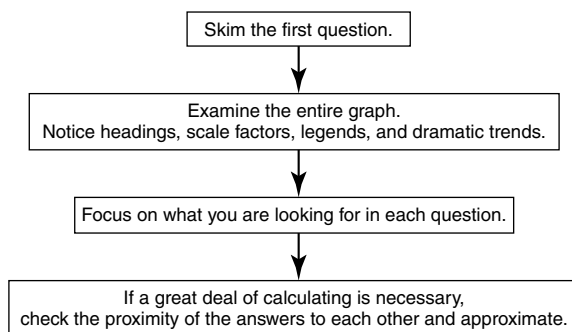 Skim the first question.
Examine the entire graph.
Notice headings, scale factors, legends, and dramatic trends.
Focus on what you are looking for in each question.
If a great deal of calculating is necessary,
check the proximity of the answers to each other and approximate.